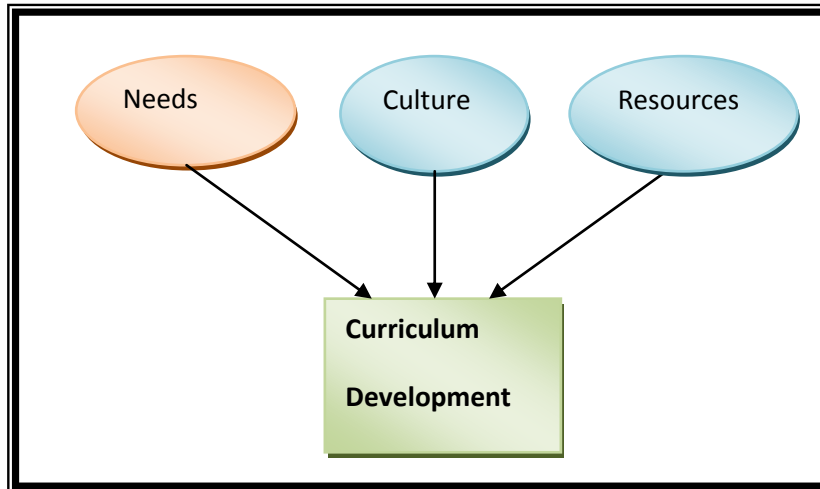 Needs
Culture
Resources
Curriculum
Development